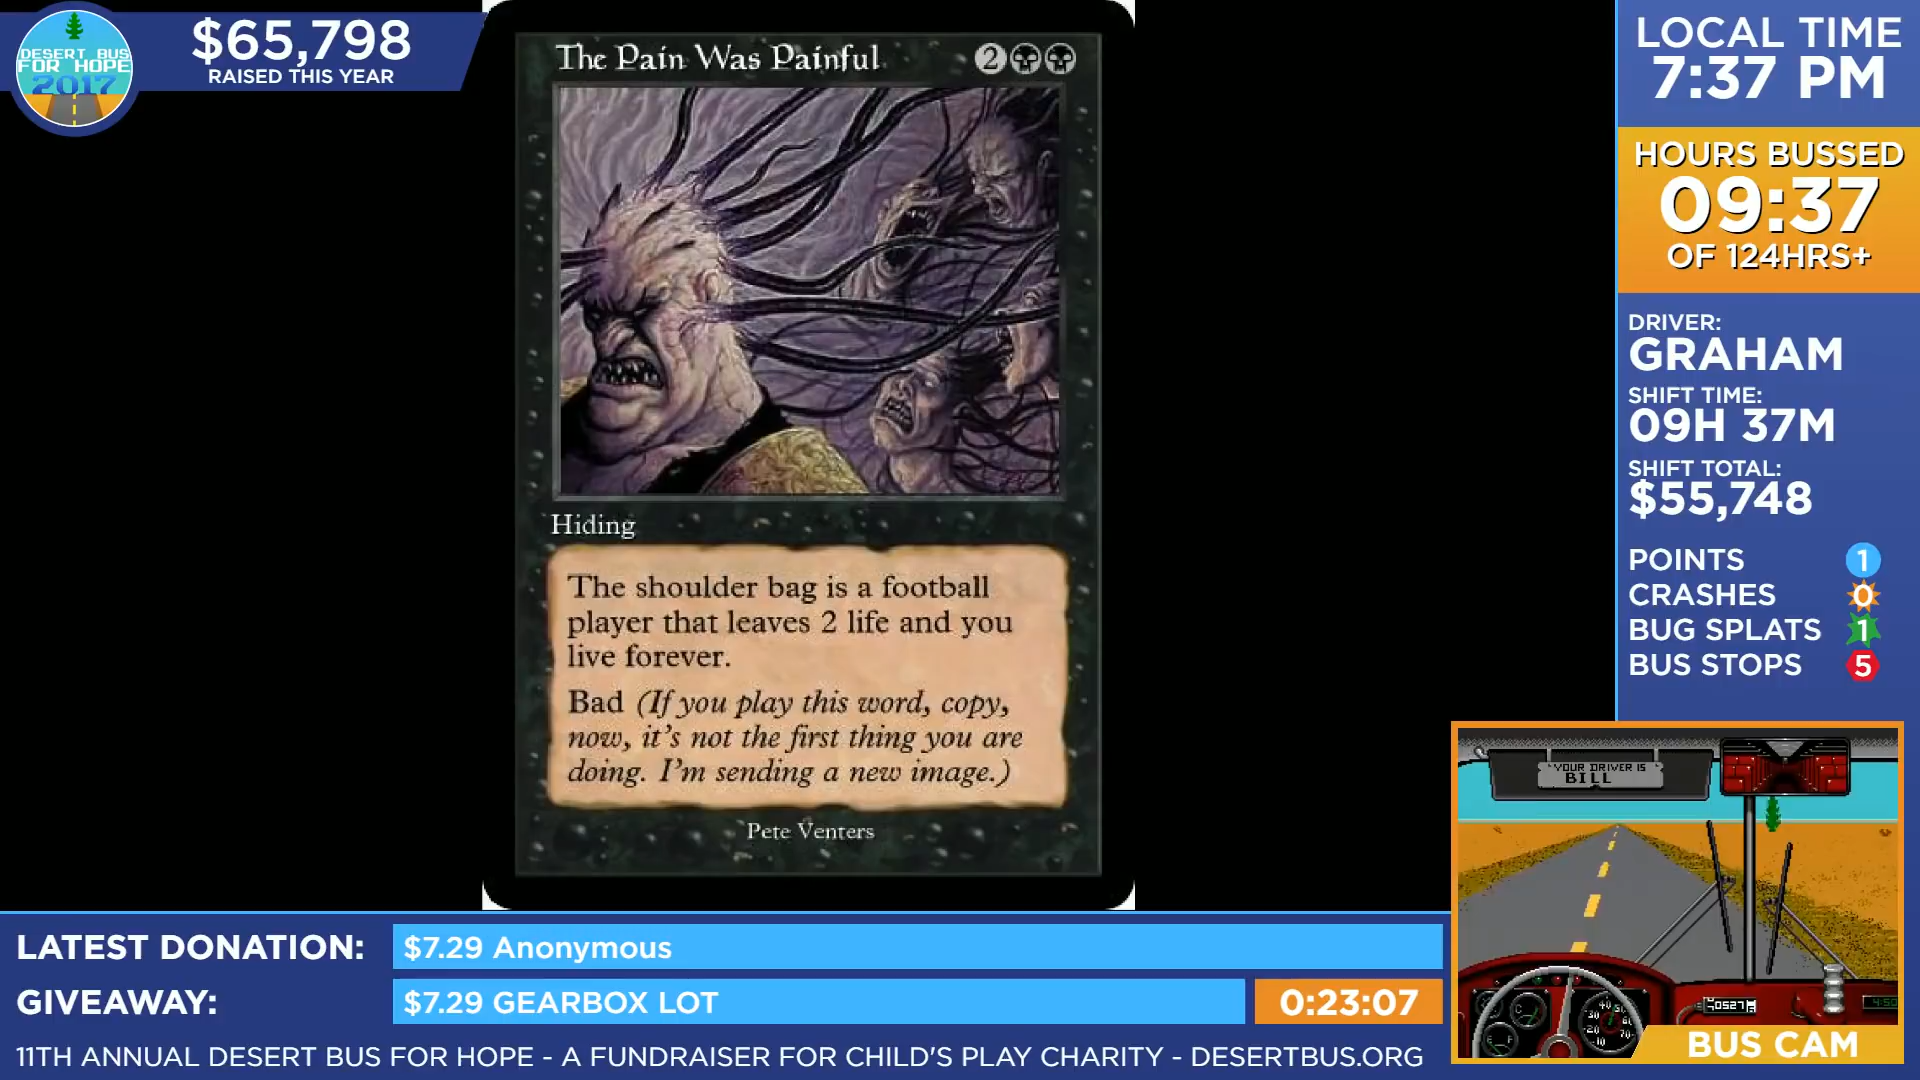 DESERT BUS
FOR HOPE
2017
$65,798
RAISED THIS YEAR
The Pain Was Painful
2
Hiding
The shoulder bag is a football
player that leaves 2 life and you
live forever.
Bad (If you play this word, copy,
now, it's not the first thing you are
doing. I'm sending a new image.)
Pete Venters
LOCAL TIME
7:37 PM
HOURS BUSSED
09:37
OF 124HRS+
DRIVER:
GRAHAM
SHIFT TIME:
09H 37M
SHIFT TOTAL:
$55,748
POINTS 1
CRASHES 0
BUG SPLATS 1
BUS STOPS 5
YOUR DRIVER IS
BILL
BUS CAM
LATEST DONATION: $7.29 Anonymous
GIVEAWAY: $7.29 GEARBOX LOT 0:23:07
11TH ANNUAL DESERT BUS FOR HOPE - A FUNDRAISER FOR CHILD'S PLAY CHARITY - DESERTBUS.ORG